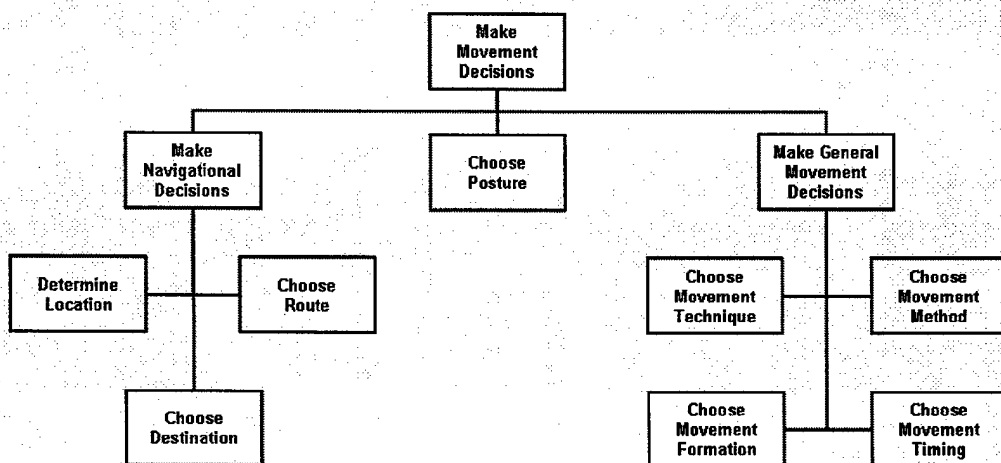 Make
Movement
Decisions
Make
Navigational
Decisions
Choose
Posture
Make General
Movement
Decisions
Determine
Location
Choose
Route
Choose
Movement
Technique
Choose
Movement
Method
Choose
Destination
Choose
Movement
Formation
Choose
Movement
Timing